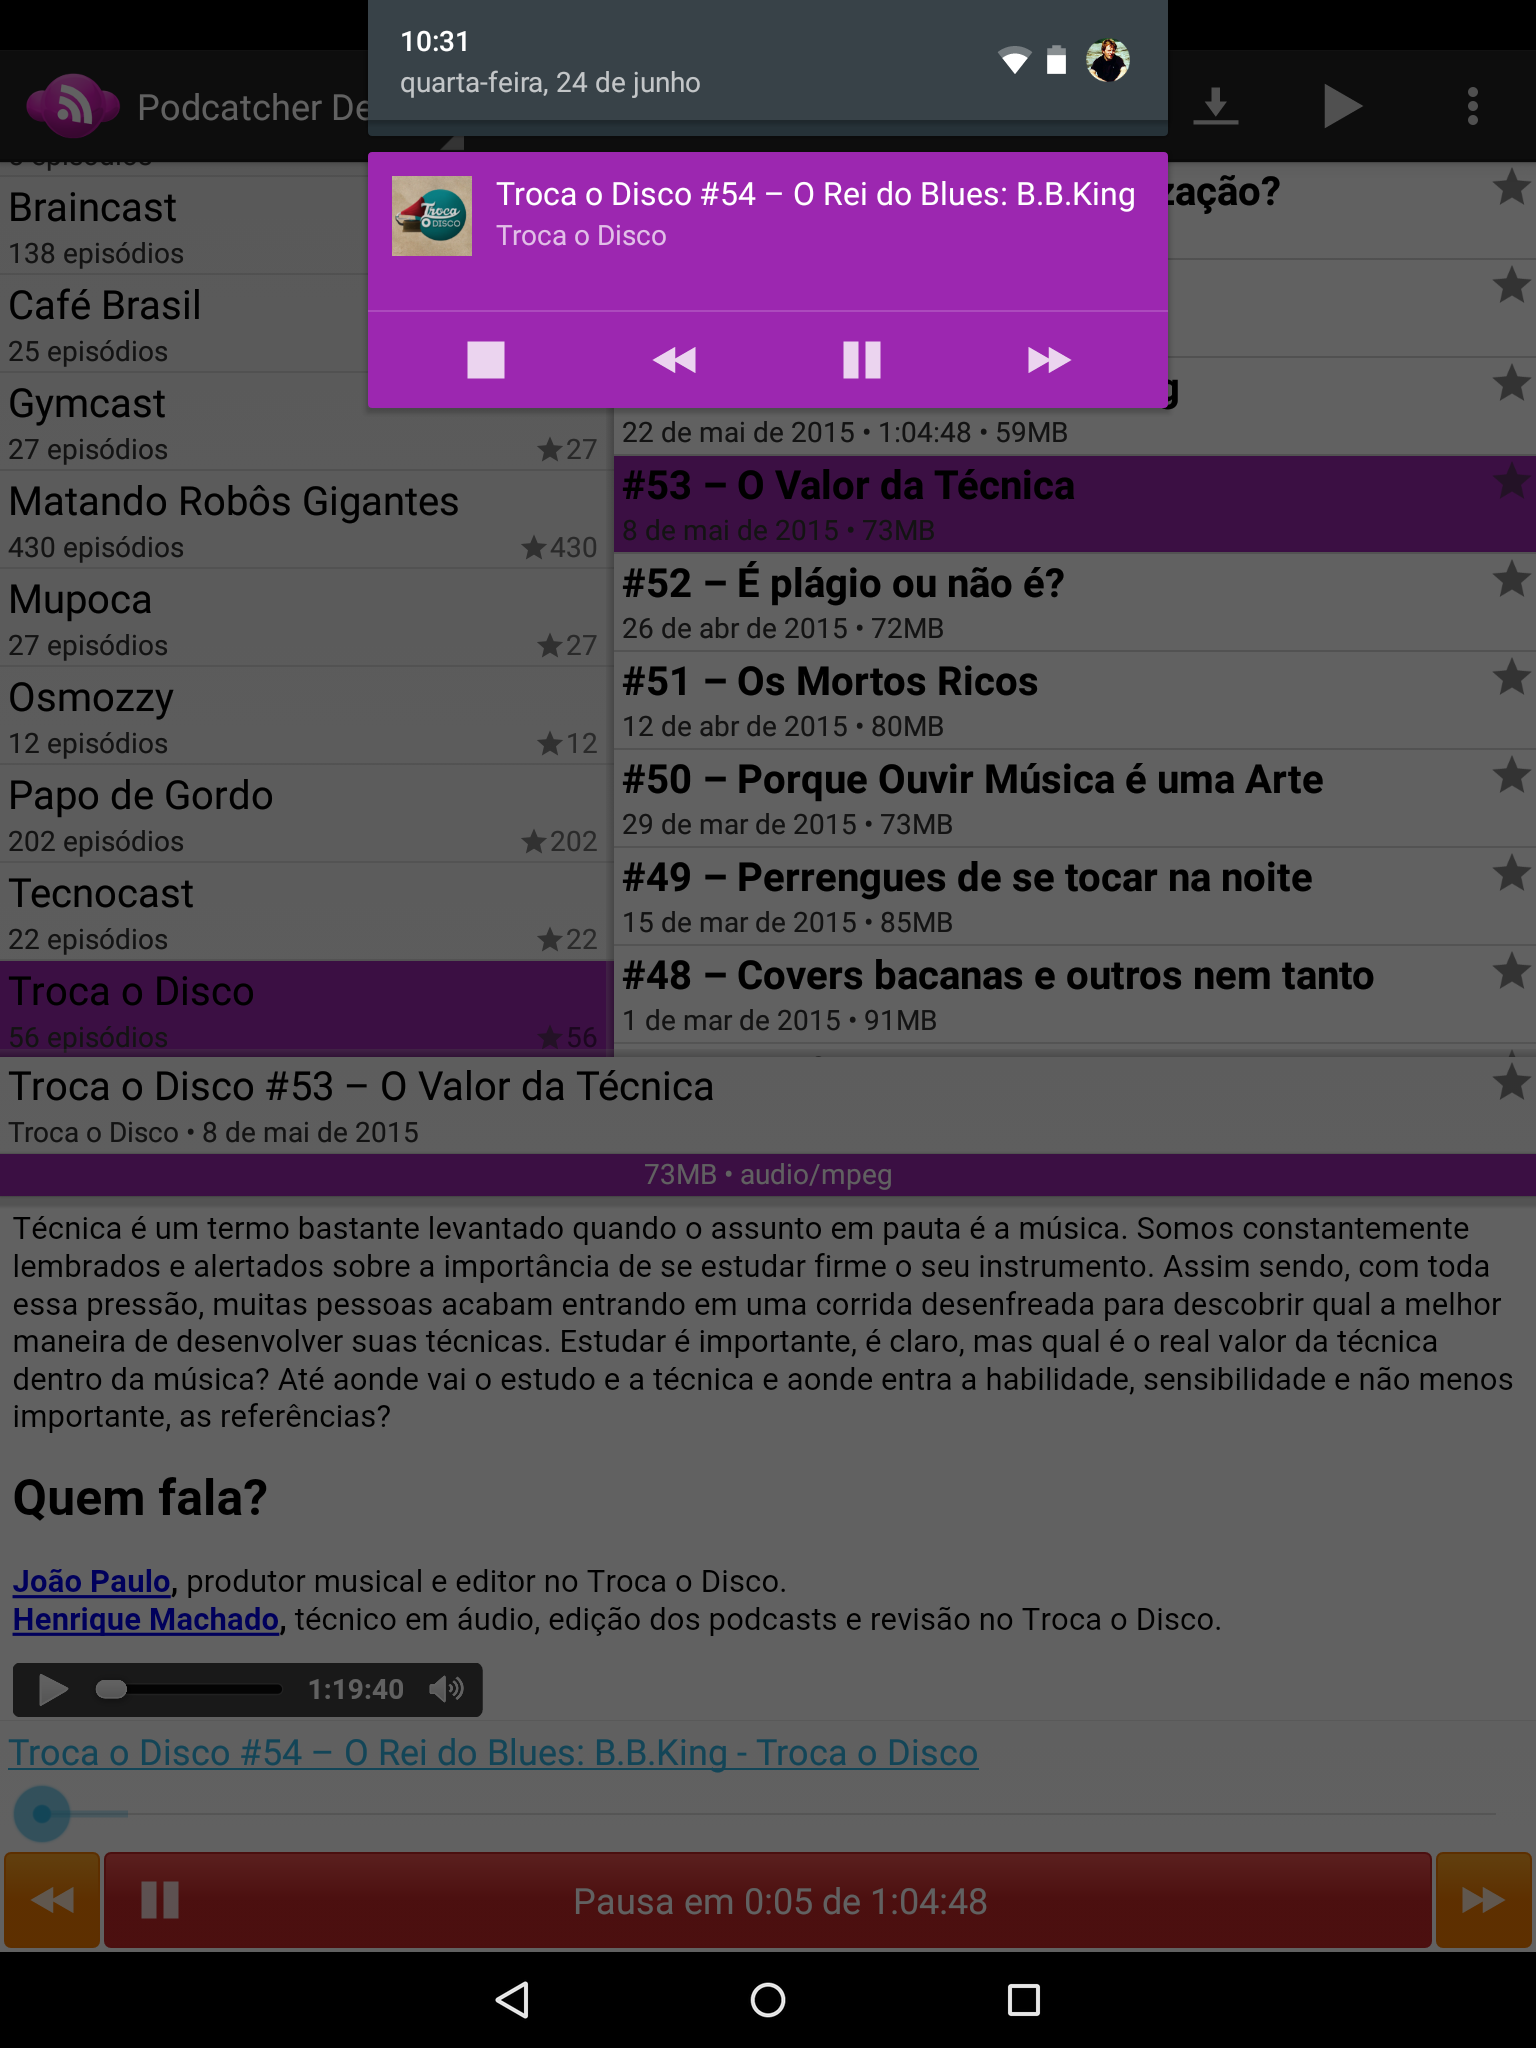 10:31
quarta-feira, 24 de junho
Podcatcher De
Troca o Disco #54 – O Rei do Blues: B.B.King
Troca o Disco
Troca
O DISCO
episódios
Braincast
138 episódios
Café Brasil
25 episódios
Gymcast
27 episódios
27
Matando Robôs Gigantes
430 episódios
430
Mupoca
27 episódios
27
Osmozzy
12 episódios
12
Papo de Gordo
202 episódios
202
Tecnocast
22 episódios
22
Troca o Disco
56 episódios
56
zação?
g
22 de mai de 2015 • 1:04:48 • 59MB
#53 – O Valor da Técnica
8 de mai de 2015 • 73MB
#52 – É plágio ou não é?
26 de abr de 2015 • 72MB
#51 – Os Mortos Ricos
12 de abr de 2015 • 80MB
#50 – Porque Ouvir Música é uma Arte
29 de mar de 2015 • 73MB
#49 – Perrengues de se tocar na noite
15 de mar de 2015 • 85MB
#48 – Covers bacanas e outros nem tanto
1 de mar de 2015 • 91MB
Troca o Disco #53 – O Valor da Técnica
Troca o Disco • 8 de mai de 2015
73MB • audio/mpeg
Técnica é um termo bastante levantado quando o assunto em pauta é a música. Somos constantemente
lembrados e alertados sobre a importância de se estudar firme o seu instrumento. Assim sendo, com toda
essa pressão, muitas pessoas acabam entrando em uma corrida desenfreada para descobrir qual a melhor
maneira de desenvolver suas técnicas. Estudar é importante, é claro, mas qual é o real valor da técnica
dentro da música? Até aonde vai o estudo e a técnica e aonde entra a habilidade, sensibilidade e não menos
importante, as referências?
Quem fala?
João Paulo, produtor musical e editor no Troca o Disco.
Henrique Machado, técnico em áudio, edição dos podcasts e revisão no Troca o Disco.
1:19:40
Troca o Disco #54 – O Rei do Blues: B.B.King - Troca o Disco
Pausa em 0:05 de 1:04:48